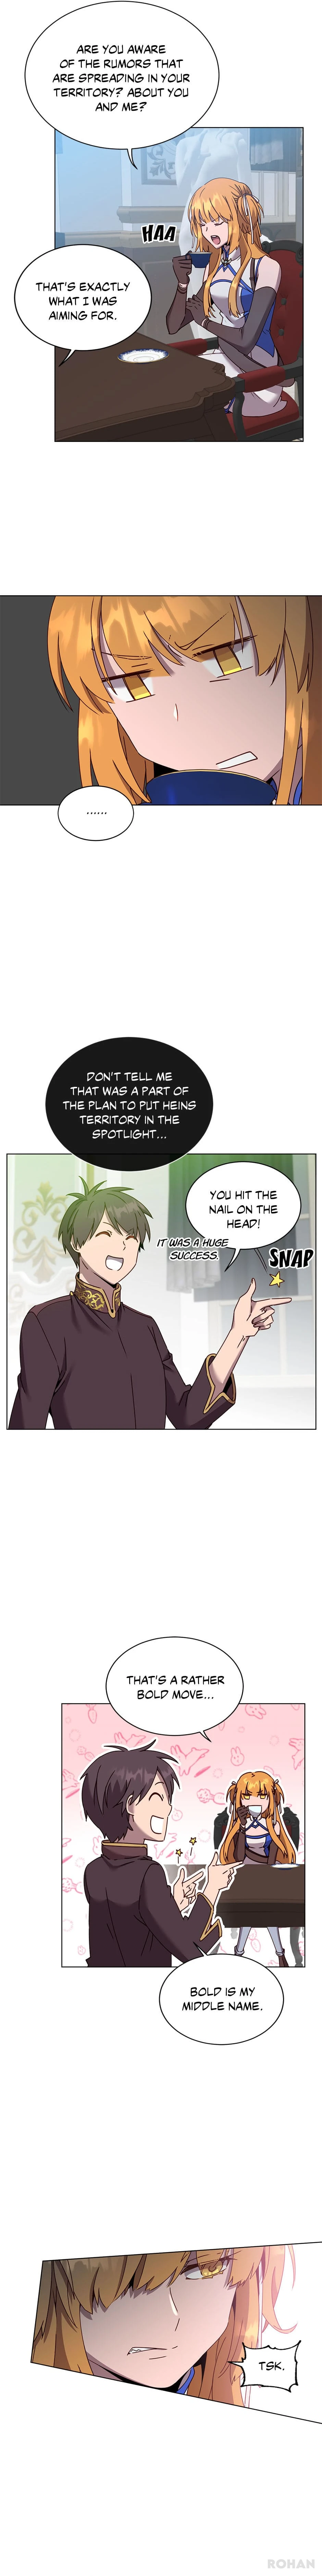 ARE YOU AWARE
OF THE RUMORS THAT
ARE SPREADING IN YOUR
TERRITORY? ABOUT YOU
AND ME?
HAA
THAT'S EXACTLY
WHAT I WAS
AIMING FOR.
......
DON'T TELL ME
THAT WAS A PART OF
THE PLAN TO PUT HEINS
TERRITORY IN THE
SPOTLIGHT...
YOU HIT THE
NAIL ON THE
HEAD!
IT WAS A HUGE
SUCCESS.
SNAP
THAT'S A RATHER
BOLD MOVE...
BOLD IS MY
MIDDLE NAME.
TSK.
ROHAN